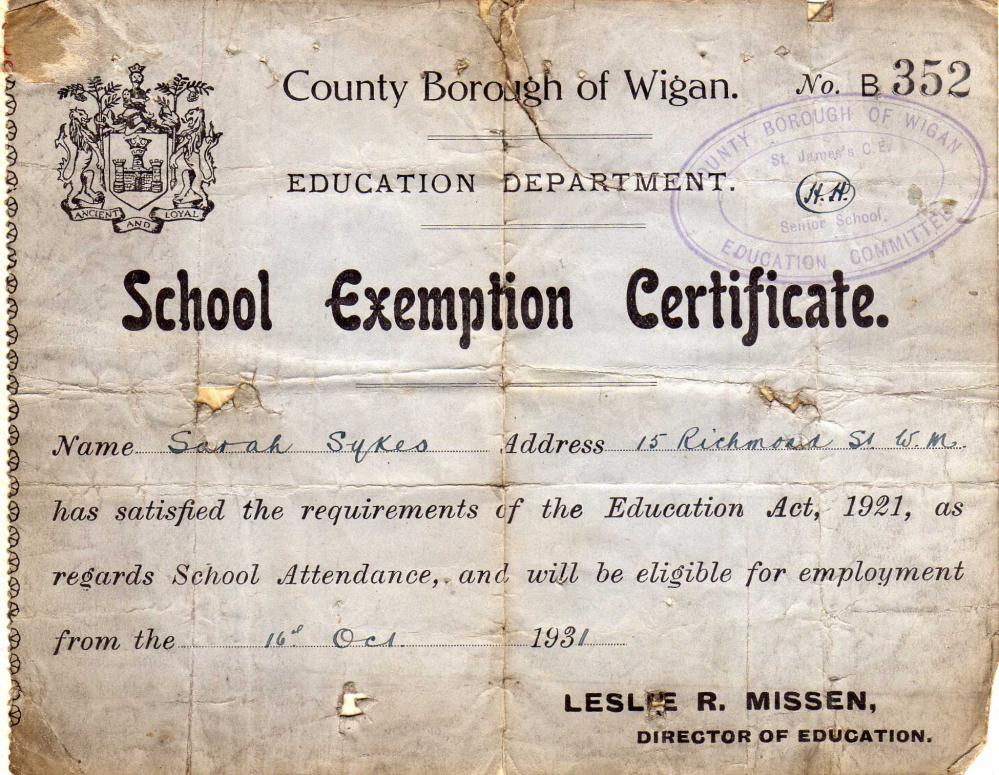 County Borough of Wigan.
No. B 352
ANCIENT AND LOYAL
COUNTY BOROUGH OF WIGAN
St. James's C.E.
H.H.
Senior School.
EDUCATION COMMITTEE
EDUCATION DEPARTMENT.
School Exemption Certificate.
Name Sarah Sykes Address 15 Richmond St W.M.
has satisfied the requirements of the Education Act, 1921, as
regards School Attendance, and will be eligible for employment
from the 16th Oct. 1931
LESLIE R. MISSEN,
DIRECTOR OF EDUCATION.